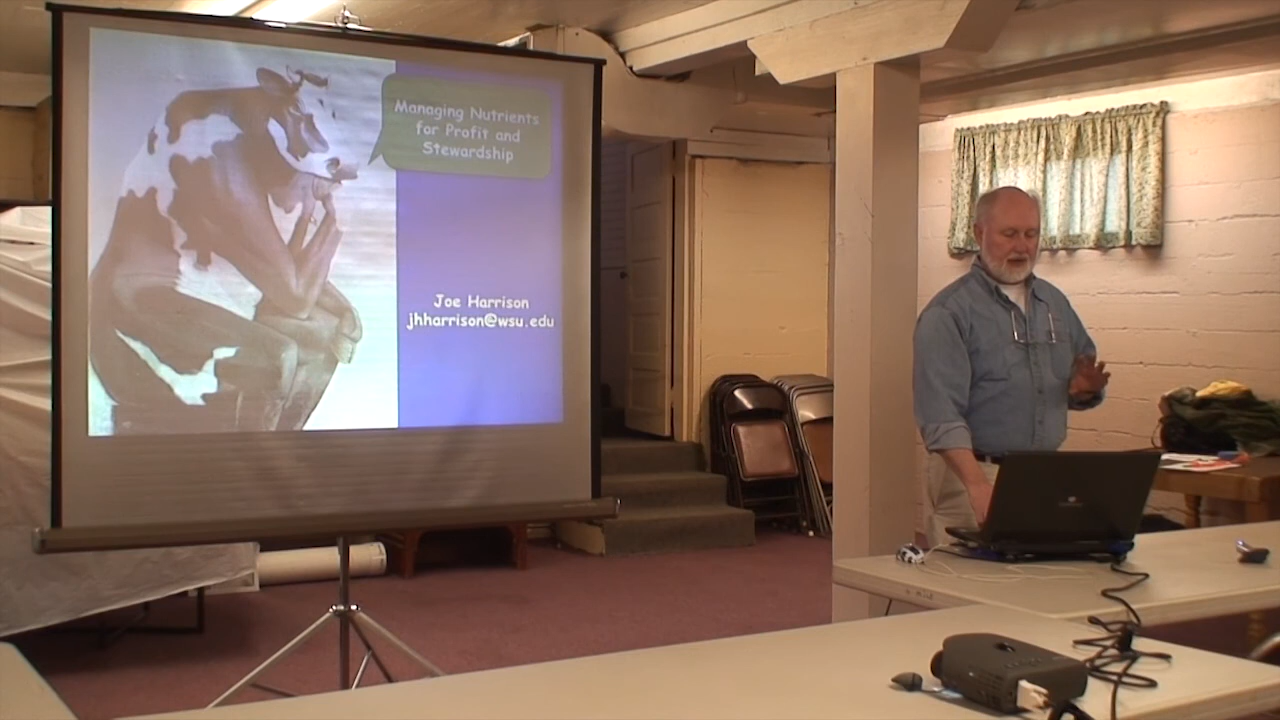 Managing Nutrients
for Profit and
Stewardship
Joe Harrison
jhharrison@wsu.edu